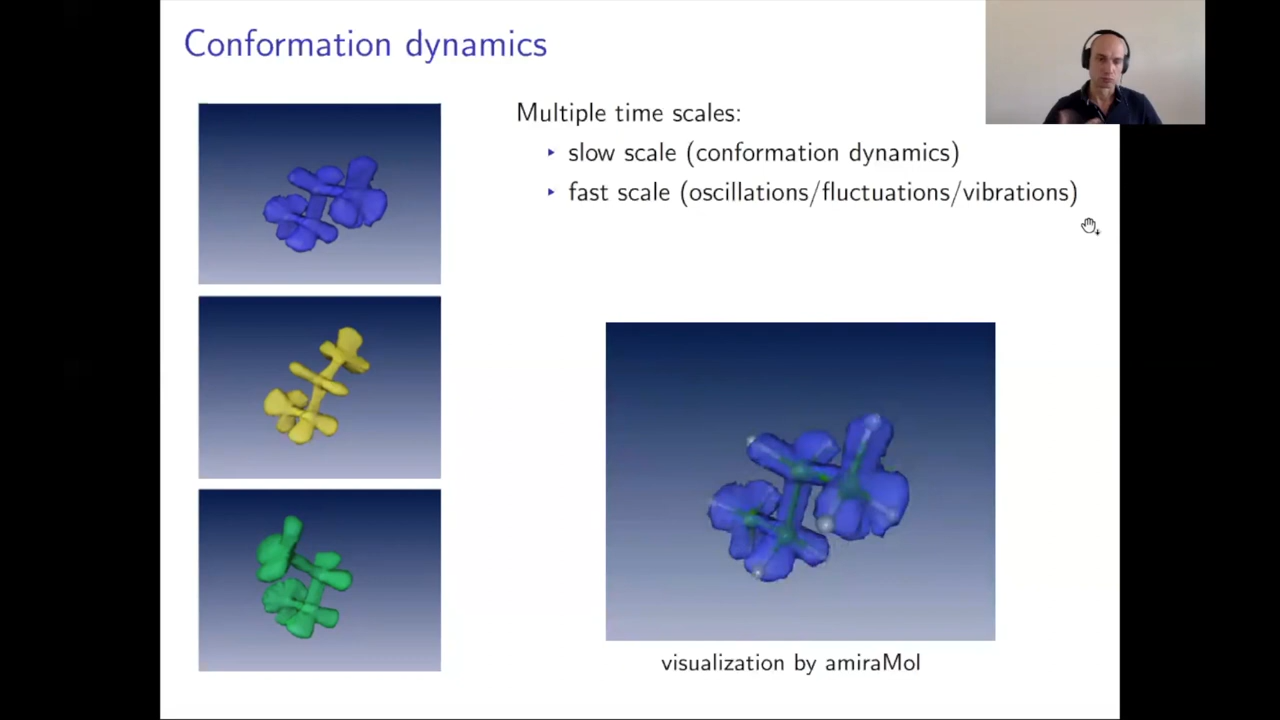 Conformation dynamics
Multiple time scales:
slow scale (conformation dynamics)
fast scale (oscillations/fluctuations/vibrations)
visualization by amiraMol